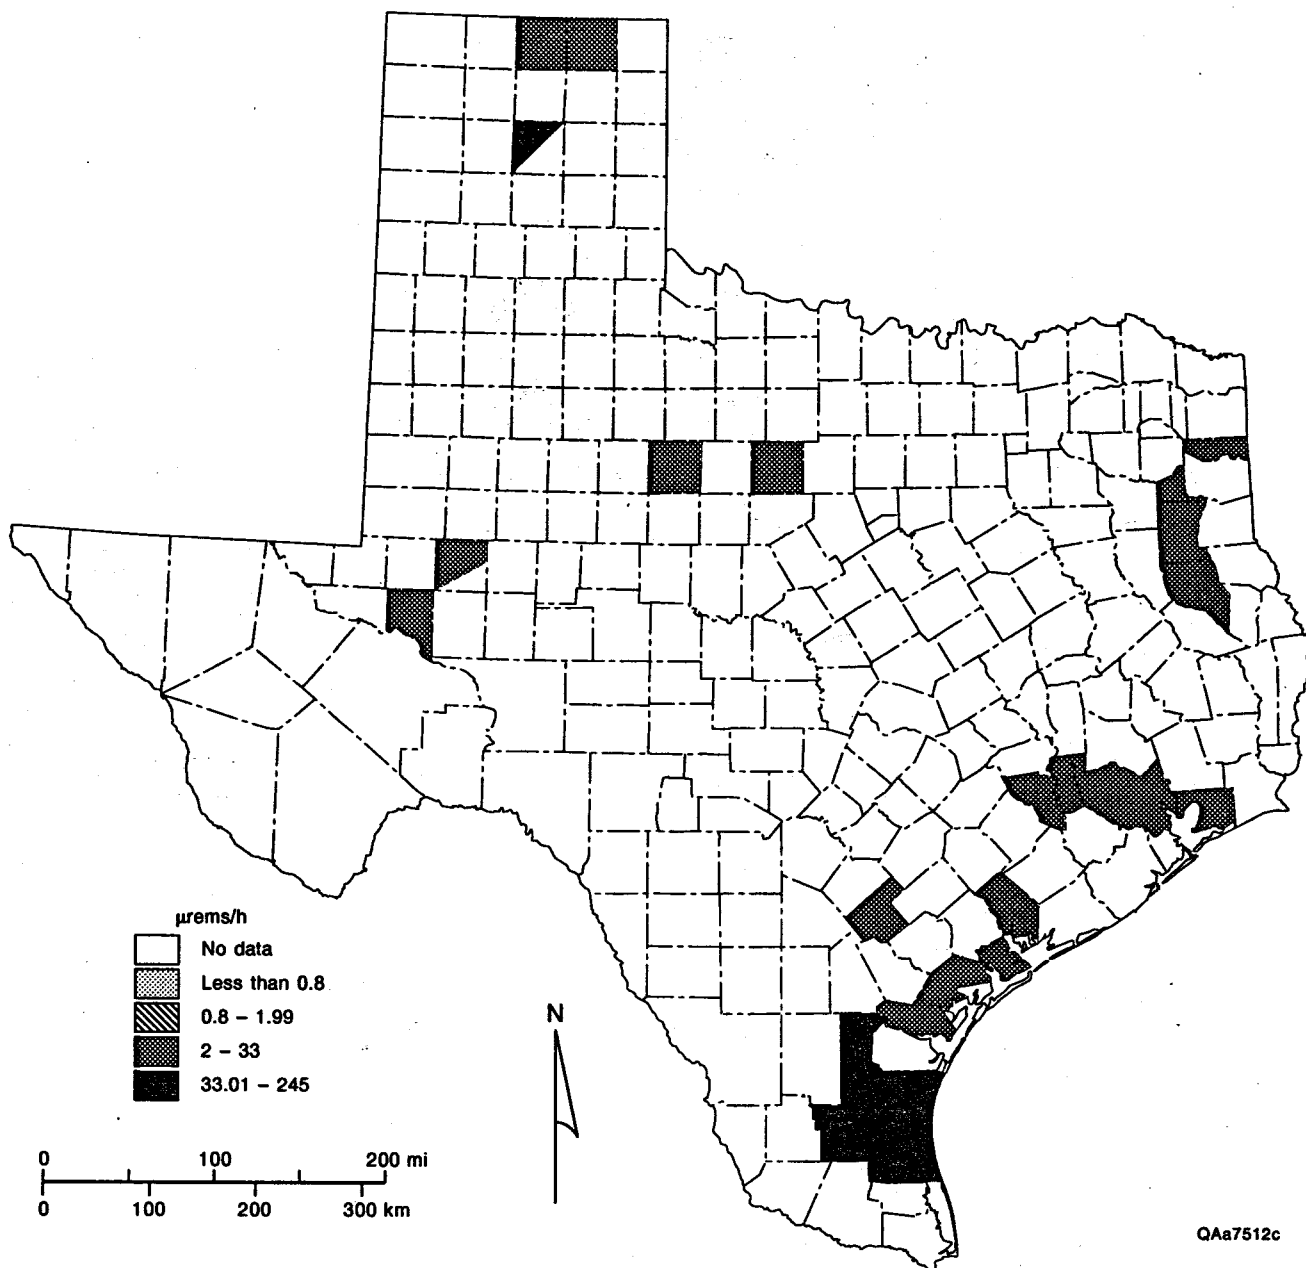 μrems/h
No data
Less than 0.8
0.8 – 1.99
2 – 33
33.01 – 245
N
0 100 200 mi
0 100 200 300 km
QAa7512c